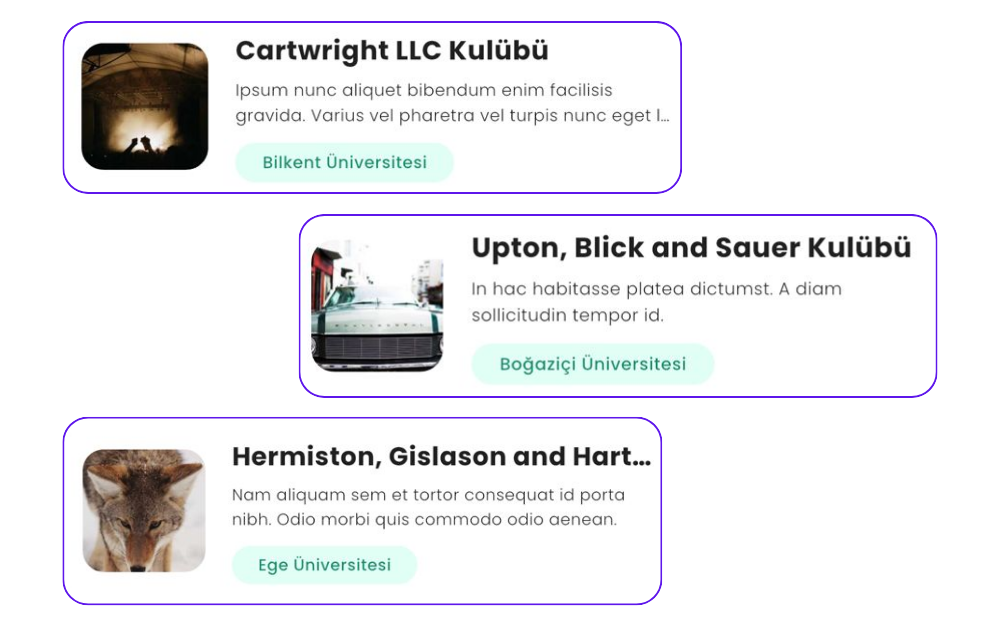 Cartwright LLC Kulübü
Ipsum nunc aliquet bibendum enim facilisis
gravida. Varius vel pharetra vel turpis nunc eget l...
Bilkent Üniversitesi
Upton, Blick and Sauer Kulübü
In hac habitasse platea dictumst. A diam
sollicitudin tempor id.
Boğaziçi Üniversitesi
Hermiston, Gislason and Hart...
Nam aliquam sem et tortor consequat id porta
nibh. Odio morbi quis commodo odio aenean.
Ege Üniversitesi